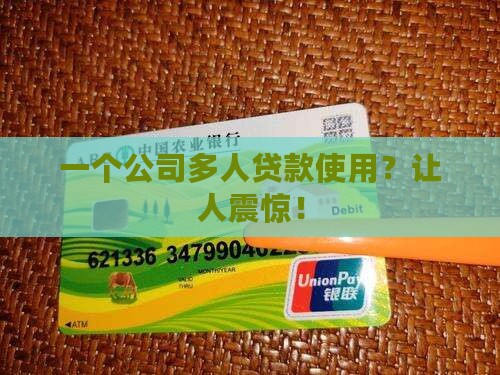 中国农业银行
一个公司多人贷款使用？让
人震惊！
Debit
621336
MONTH/YEAR
VALID
THRU
UnionPay
银联
◀ATM